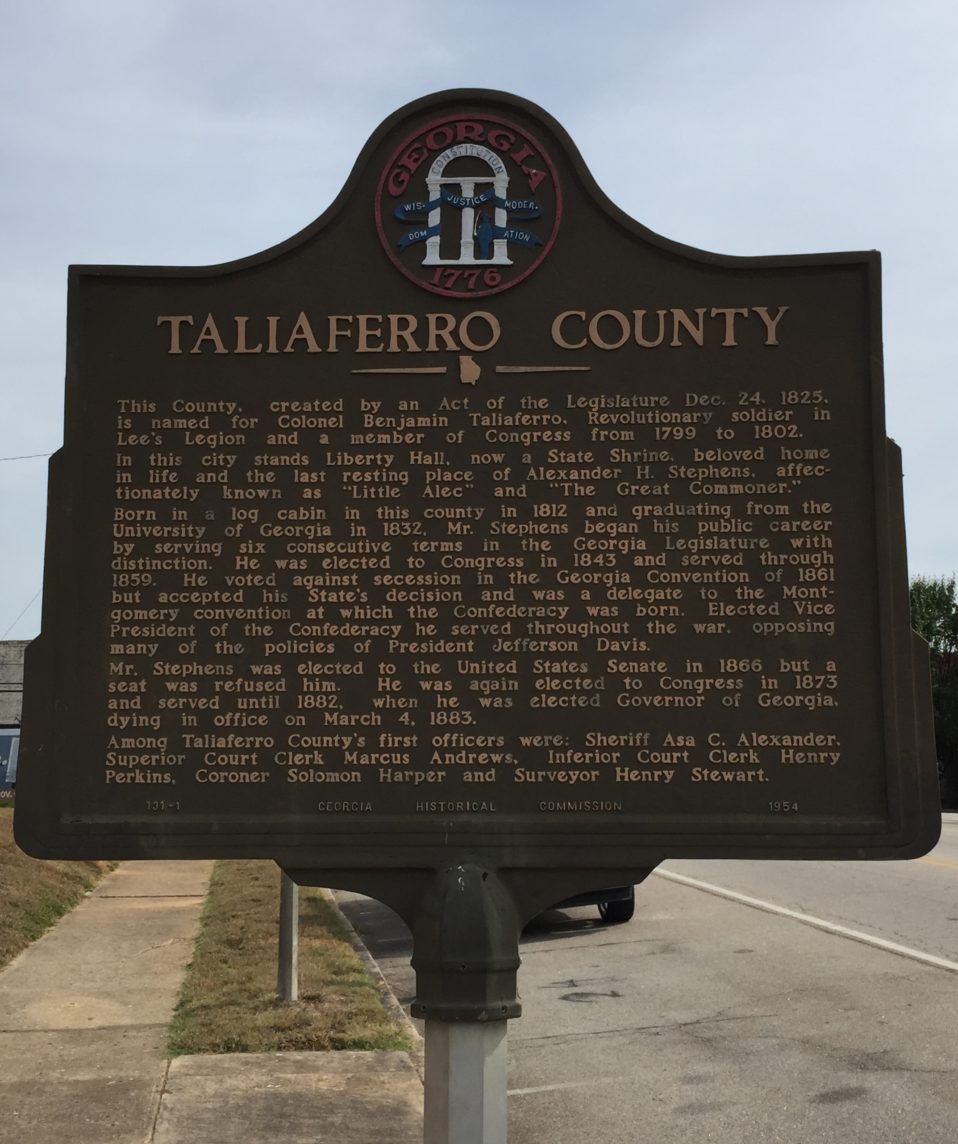 GEORGIA
CONSTITUTION
WIS- JUSTICE MODER-
DOM ATION
1776
TALIAFERRO COUNTY
This County, created by an Act of the Legislature Dec. 24, 1825,
is named for Colonel Benjamin Taliaferro, Revolutionary soldier in
Lee's Legion and a member of Congress from 1799 to 1802.
In this city stands Liberty Hall, now a State Shrine, beloved home
in life and the last resting place of Alexander H. Stephens, affec-
tionately known as "Little Alec" and "The Great Commoner."
Born in a log cabin in this county in 1812 and graduating from the
University of Georgia in 1832, Mr. Stephens began his public career
by serving six consecutive terms in the Georgia Legislature with
distinction. He was elected to Congress in 1843 and served through
1859. He voted against secession in the Georgia Convention of 1861
but accepted his State's decision and was a delegate to the Mont-
gomery convention at which the Confederacy was born. Elected Vice
President of the Confederacy he served throughout the war, opposing
many of the policies of President Jefferson Davis.
Mr. Stephens was elected to the United States Senate in 1866 but a
seat was refused him. He was again elected to Congress in 1873
and served until 1882, when he was elected Governor of Georgia,
dying in office on March 4, 1883.
Among Taliaferro County's first officers were: Sheriff Asa C. Alexander,
Superior Court Clerk Marcus Andrews, Inferior Court Clerk Henry
Perkins, Coroner Solomon Harper and Surveyor Henry Stewart.
131-1 GEORGIA HISTORICAL COMMISSION 1954